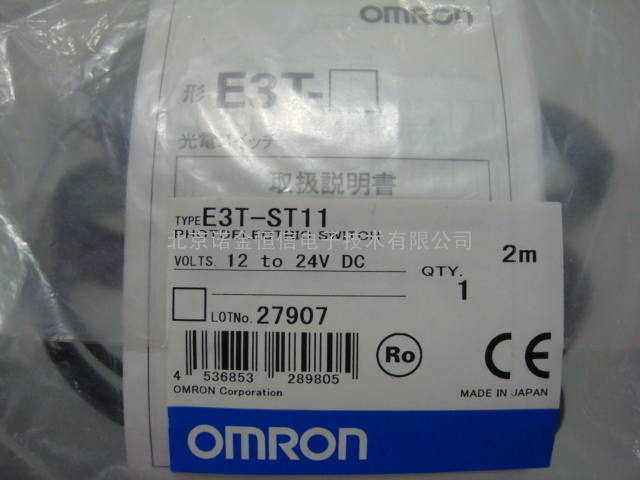 OMRON
形 E3T-□
光電スイッチ
取扱説明書
TYPE E3T-ST11
PHOTOELECTRIC SWITCH
北京诺金恒信电子技术有限公司
VOLTS. 12 to 24V DC
2m
QTY. 1
LOTNo. 27907
Ro
CE
4 536853 289805
OMRON Corporation
MADE IN JAPAN
OMRON